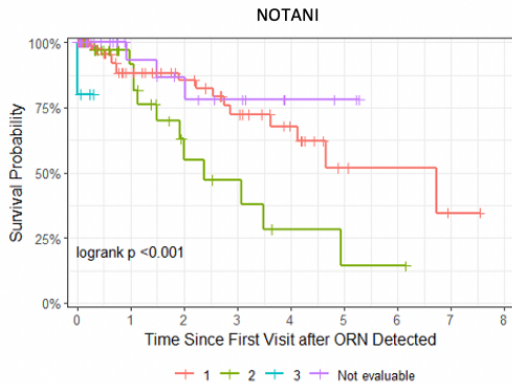 NOTANI
100%
75%
50%
25%
0%
Survival Probability
logrank p <0.001
0 1 2 3 4 5 6 7 8
Time Since First Visit after ORN Detected
1 2 3 Not evaluable